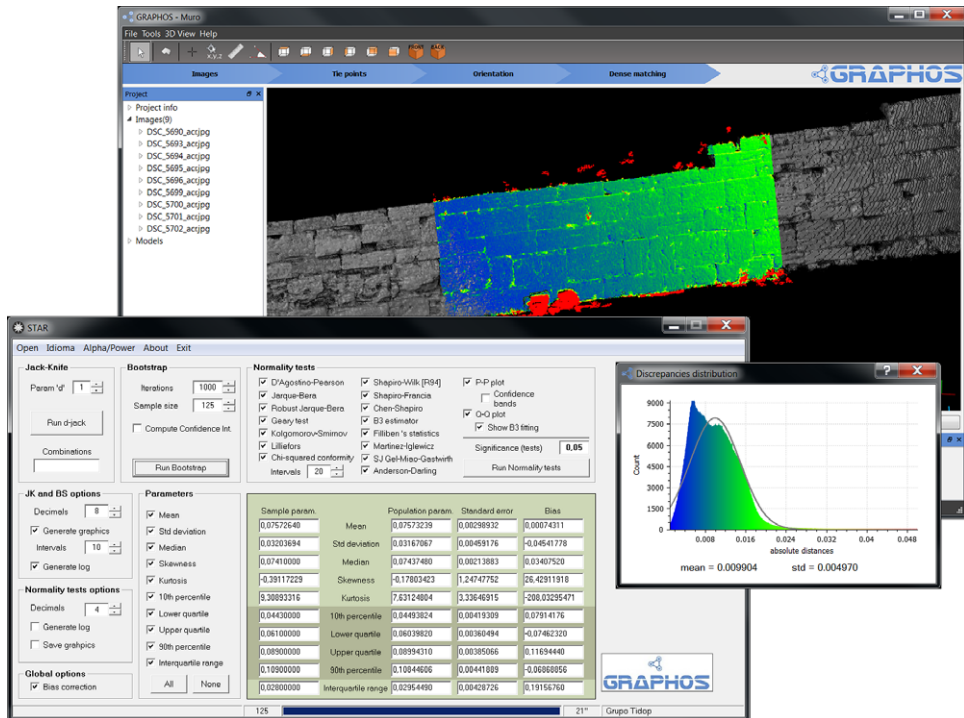 GRAPHOS - Muro
File Tools 3D View Help
x,y,z
FRONT BACK
Images Tie points Orientation Dense matching
GRAPHOS
Project
Project info
Images(9)
DSC_5690_acr.jpg
DSC_5693_acr.jpg
DSC_5694_acr.jpg
DSC_5695_acr.jpg
DSC_5696_acr.jpg
DSC_5699_acr.jpg
DSC_5700_acr.jpg
DSC_5701_acr.jpg
DSC_5702_acr.jpg
Models
STAR
Open Idioma Alpha/Power About Exit
Jack-Knife
Param 'd' 1
Run d-jack
Combinations
Bootstrap
Iterations 1000
Sample size 125
Compute Confidence Int.
Run Bootstrap
Normality tests
D'Agostino-Pearson
Jarque-Bera
Robust Jarque-Bera
Geary test
Kolgomorov-Smirnov
Lilliefors
Chi-squared conformity
Intervals 20
Shapiro-Wilk [R94]
Shapiro-Francia
Chen-Shapiro
B3 estimator
Filliben 's statistics
Martinez-Iglewicz
SJ Gel-Miao-Gastwirth
Anderson-Darling
P-P plot
Confidence
bands
Q-Q plot
Show B3 fitting
Significance (tests) 0,05
Run Normality tests
JK and BS options
Decimals 8
Generate graphics
Intervals 10
Generate log
Normality tests options
Decimals 4
Generate log
Save grahpics
Global options
Bias correction
Parameters
Mean
Std deviation
Median
Skewness
Kurtosis
10th percentile
Lower quartile
Upper quartile
90th percentile
Interquartile range
All None
Sample param. Population param. Standard error Bias
0,07572640 Mean 0,07573239 0,00298932 0,00074311
0,03203694 Std deviation 0,03167067 0,00459176 -0,04541778
0,07410000 Median 0,07437480 0,00213883 0,03407520
-0,39117229 Skewness -0,17803423 1,24747752 26,42911918
9,30893316 Kurtosis 7,63124804 3,33646915 -208,03295471
0,04430000 10th percentile 0,04493824 0,00419309 0,07914176
0,06100000 Lower quartile 0,06039820 0,00360494 -0,07462320
0,08900000 Upper quartile 0,08994310 0,00385066 0,11694440
0,10900000 90th percentile 0,10844606 0,00441889 -0,06868856
0,02800000 Interquartile range 0,02954490 0,00428726 0,19156760
GRAPHOS
125 21'' Grupo Tidop
Discrepancies distribution
Count
9000
7500
6000
4500
3000
1500
0
0.008 0.016 0.024 0.032 0.04 0.048
absolute distances
mean = 0.009904 std = 0.004970